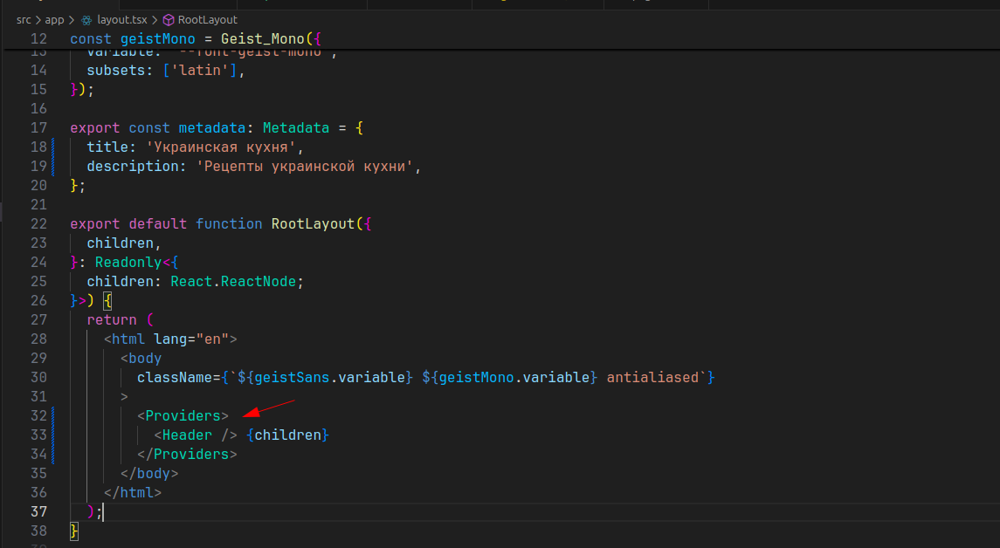 src > app > layout.tsx > RootLayout
12 const geistMono = Geist_Mono({
13 variable: '--font-geist-mono',
14 subsets: ['latin'],
15 });
16
17 export const metadata: Metadata = {
18 title: 'Украинская кухня',
19 description: 'Рецепты украинской кухни',
20 };
21
22 export default function RootLayout({
23 children,
24 }: Readonly<{
25 children: React.ReactNode;
26 }>) {
27 return (
28 <html lang="en">
29 <body
30 className={`${geistSans.variable} ${geistMono.variable} antialiased`}
31 >
32 <Providers>
33 <Header /> {children}
34 </Providers>
35 </body>
36 </html>
37 );
38 }